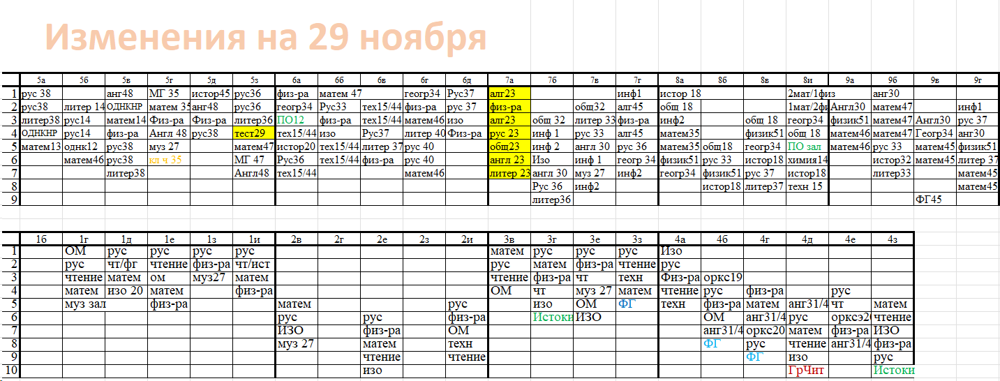 Изменения на 29 ноября
5а 5б 5в 5г 5д 5з 6а 6б 6в 6г 6д 7а 7б 7в 7г 8а 8б 8в 8и 9а 9б 9в 9г
1 рус 38 анг48 МГ 35 истор45 рус36 физ-ра матем 47 геогр34 Рус37 алг23 инф1 истор 18 2мат/1физ анг30
2 рус38 литер 14 ОДНКНР матем 35 анг48 рус36 геогр34 Рус33 тех15/44 физ-ра рус 37 физ-ра общ32 алг45 общ 18 1мат/2фи Англ30 матем47 инф1
3 литер38 рус14 матем14 Физ-ра Физ-ра литер36 ПО12 физ-ра тех15/44 матем46 изо алг23 общ 32 литер 33 физ-ра инф2 общ 18 геогр34 физик51 матем47 Англ30 рус 37
4 ОДНКНР рус14 физ-ра Англ 48 рус38 тест29 тех15/44 изо Рус37 литер 40 Физ-ра рус 23 инф 1 рус 33 алг45 матем35 физик51 общ 18 матем46 матем47 Геогр34 анг30
5 матем13 однк12 рус38 муз 27 матем47 истор20 тех15/44 литер 37 рус 40 общ23 инф 2 англ 30 рус 36 матем35 общ18 геогр34 ПО зал матем46 рус 33 матем45 физик51
6 матем46 рус38 кл ч 35 МГ 47 Рус36 тех15/44 физ-ра рус 40 англ 23 Изо инф 1 геогр 34 физик51 рус 33 истор18 химия14 истор32 матем45 литер 37
7 литер38 Англ48 тех15/44 матем46 литер 23 англ 30 муз 27 инф2 геогр34 физик51 рус 37 истор18 литер33 матем45
8 Рус 36 инф2 истор18 литер37 техн 15 матем45
9 литер36 ФГ45
1б 1г 1д 1е 1з 1и 2в 2г 2е 2з 2и 3в 3г 3е 3з 4а 4б 4г 4д 4е 4з
1 ОМ рус рус рус рус матем рус рус рус Изо
2 рус чт/фг чтение физ-ра чт/ист рус матем физ-ра чтение рус
3 чтение матем ом муз27 матем чтение физ-ра чт техн Физ-ра оркс19
4 матем изо 20 матем физ-ра ОМ чт муз 27 матем чтение рус физ-ра рус
5 муз зал физ-ра матем рус изо ОМ ФГ техн физ-ра матем анг31/4 чт матем
6 рус рус физ-ра Истоки ИЗО ОМ анг31/4 рус орксэ20 чтение
7 ИЗО физ-ра ОМ анг31/4 оркс20 матем физ-ра ИЗО
8 муз 27 матем техн ФГ рус чтение анг31/4 физ-ра
9 чтение чтение ФГ изо рус
10 изо ГрЧит Истоки